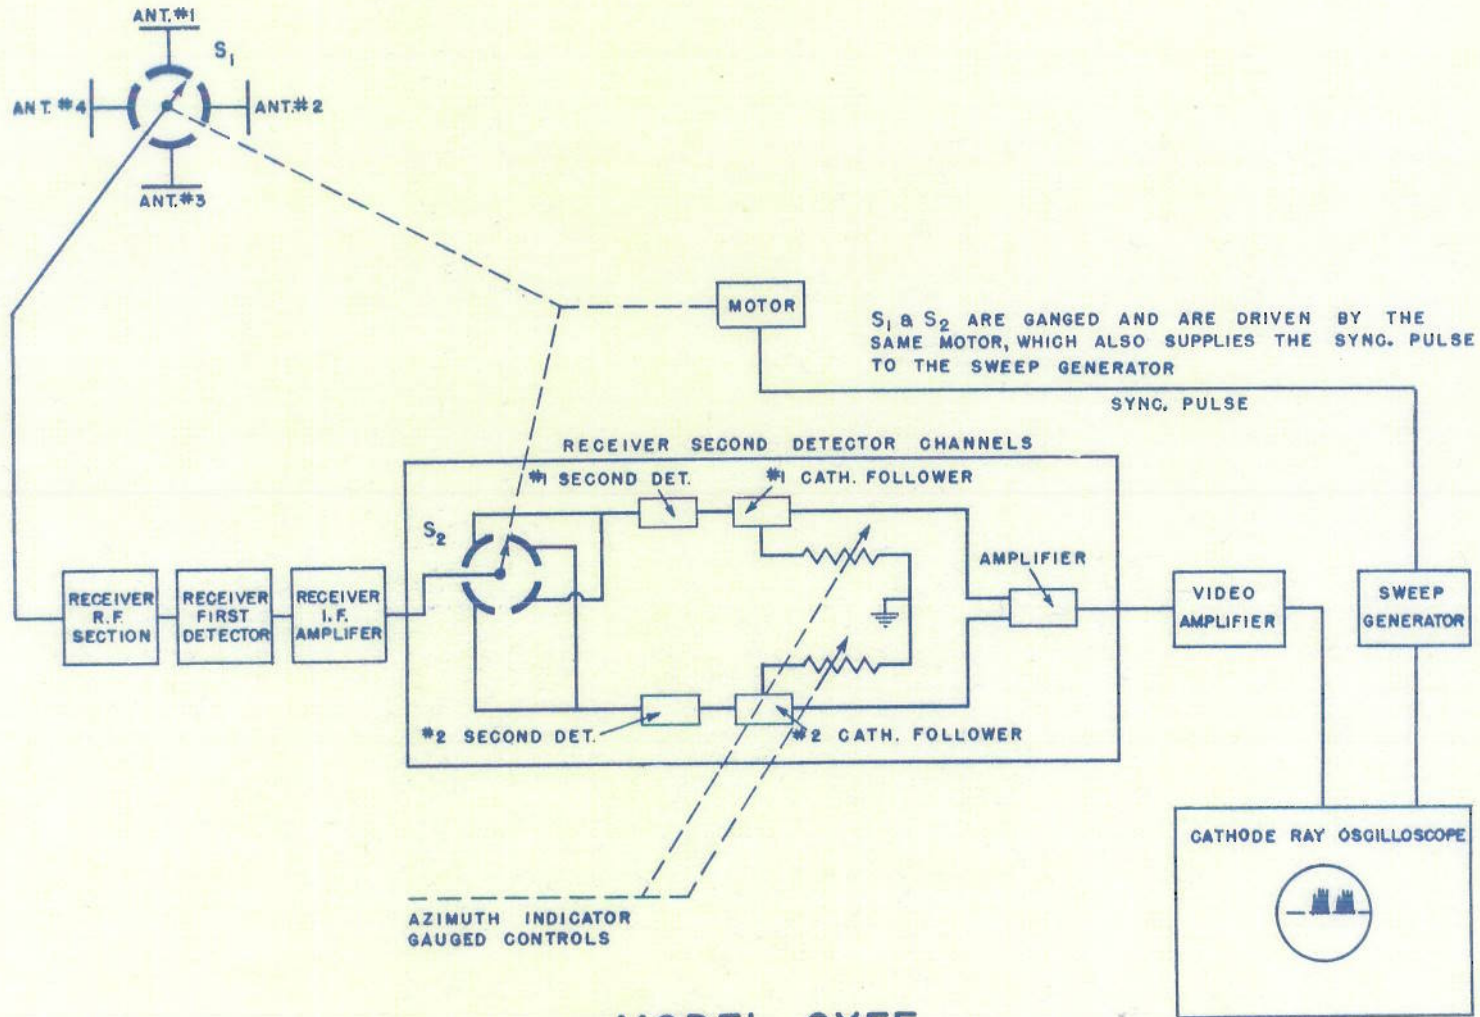 ANT.#1
S1
ANT.#4
ANT.#2
ANT.#3
MOTOR
S1 & S2 ARE GANGED AND ARE DRIVEN BY THE
SAME MOTOR, WHICH ALSO SUPPLIES THE SYNC. PULSE
TO THE SWEEP GENERATOR
SYNC. PULSE
RECEIVER SECOND DETECTOR CHANNELS
#1 SECOND DET.
#1 CATH. FOLLOWER
S2
AMPLIFIER
RECEIVER
R.F.
SECTION
RECEIVER
FIRST
DETECTOR
RECEIVER
I.F.
AMPLIFER
VIDEO
AMPLIFIER
SWEEP
GENERATOR
#2 SECOND DET.
#2 CATH. FOLLOWER
CATHODE RAY OSCILLOSCOPE
AZIMUTH INDICATOR
GAUGED CONTROLS
MODEL